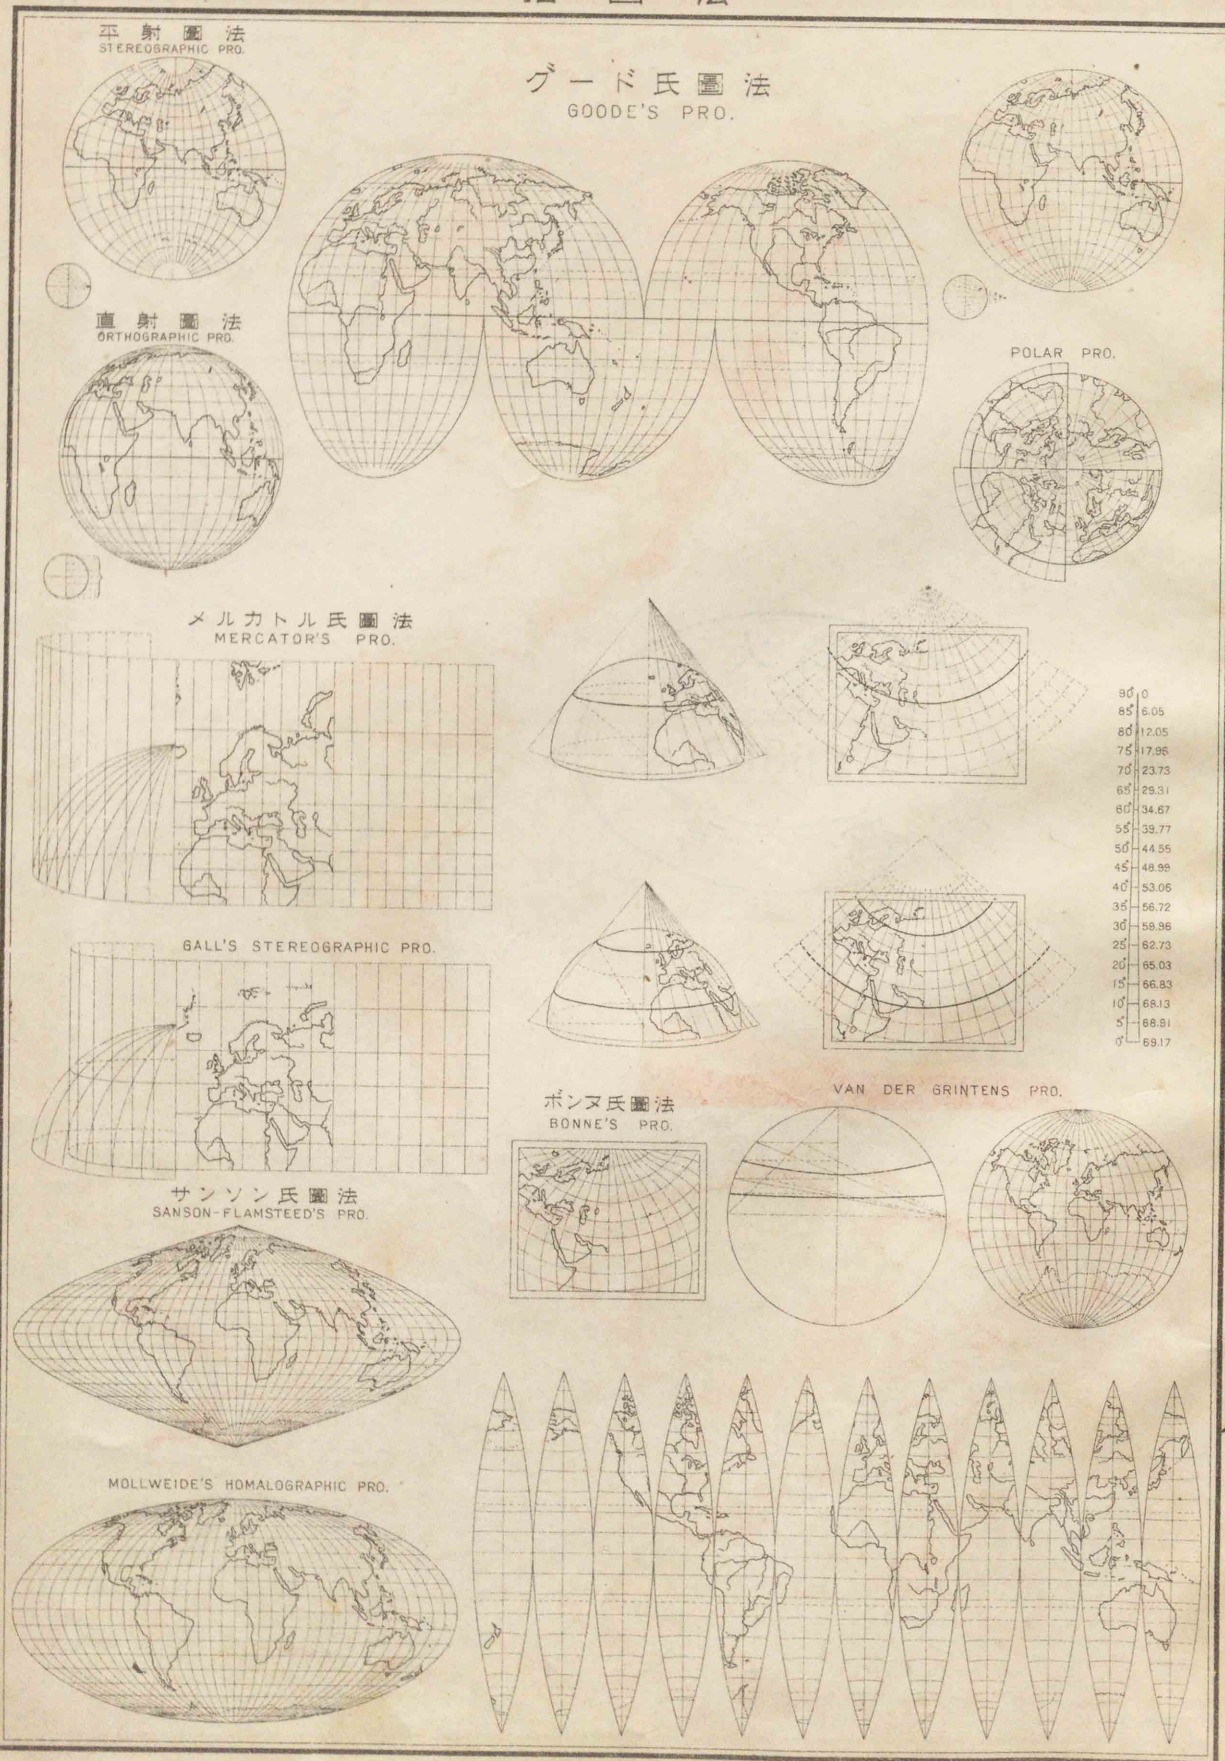 平射圖法
STEREOGRAPHIC PRO.
グード氏圖法
GOODE'S PRO.
直射圖法
ORTHOGRAPHIC PRO.
POLAR PRO.
メルカトル氏圖法
MERCATOR'S PRO.
90° 0
85° 6.05
80° 12.05
75° 17.96
70° 23.73
65° 29.31
60° 34.67
55° 39.77
50° 44.55
45° 48.99
40° 53.06
35° 56.72
30° 59.96
25° 62.73
20° 65.03
15° 66.83
10° 68.13
5° 68.91
0° 69.17
GALL'S STEREOGRAPHIC PRO.
ボンヌ氏圖法
BONNE'S PRO.
VAN DER GRINTENS PRO.
サンソン氏圖法
SANSON-FLAMSTEED'S PRO.
MOLLWEIDE'S HOMALOGRAPHIC PRO.